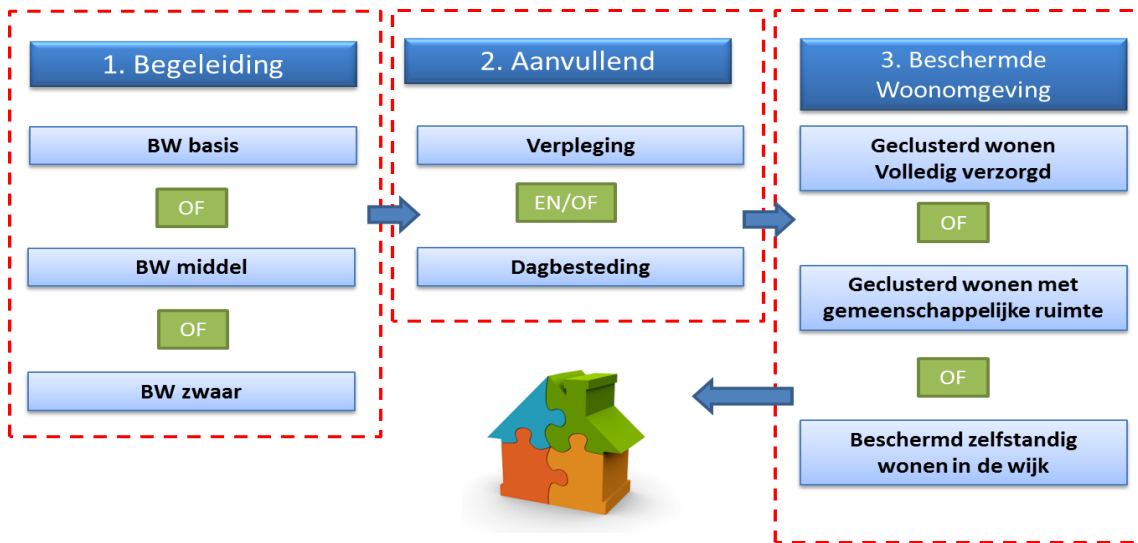 1. Begeleiding
BW basis
OF
BW middel
OF
BW zwaar
2. Aanvullend
Verpleging
EN/OF
Dagbesteding
3. Beschermde
Woonomgeving
Geclusterd wonen
Volledig verzorgd
OF
Geclusterd wonen met
gemeenschappelijke ruimte
OF
Beschermd zelfstandig
wonen in de wijk